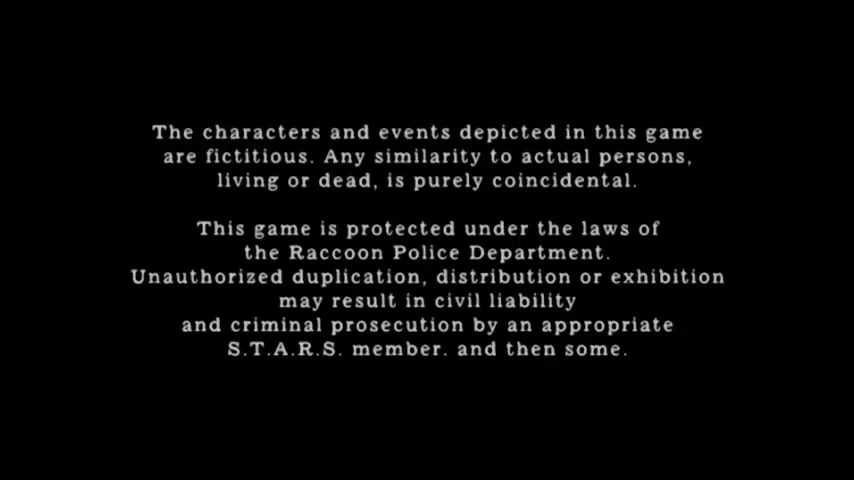 The characters and events depicted in this game
are fictitious. Any similarity to actual persons,
living or dead, is purely coincidental.
This game is protected under the laws of
the Raccoon Police Department.
Unauthorized duplication, distribution or exhibition
may result in civil liability
and criminal prosecution by an appropriate
S.T.A.R.S. member. and then some.